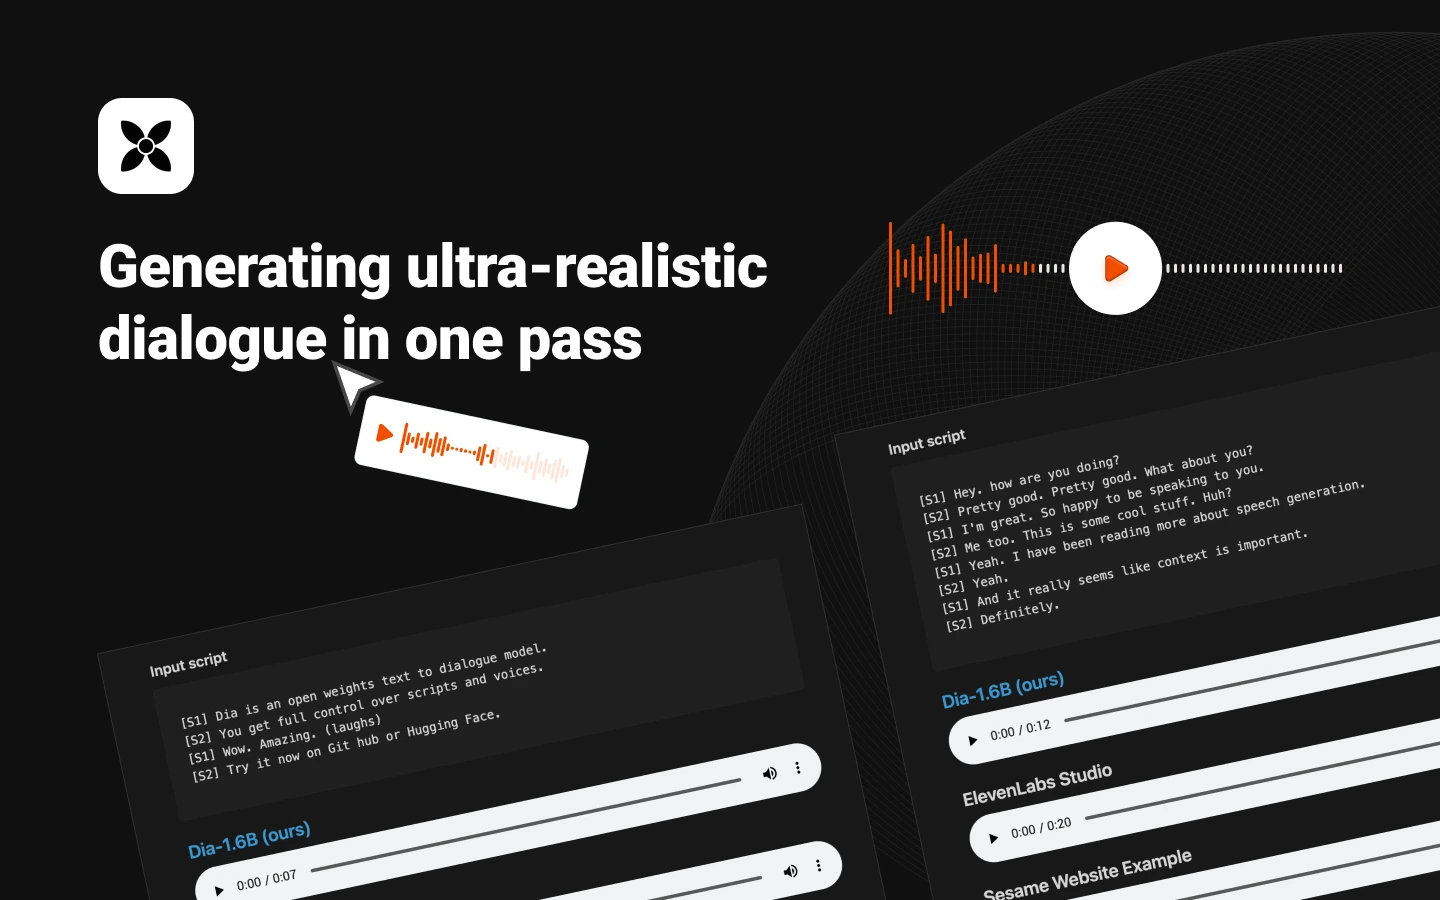 Generating ultra-realistic
dialogue in one pass
Input script
[S1] Hey. how are you doing?
[S2] Pretty good. Pretty good. What about you?
[S1] I'm great. So happy to be speaking to you.
[S2] Me too. This is some cool stuff. Huh?
[S1] Yeah. I have been reading more about speech generation.
[S2] Yeah.
[S1] And it really seems like context is important.
[S2] Definitely.
Dia-1.6B (ours)
0:00 / 0:12
ElevenLabs Studio
0:00 / 0:20
Sesame Website Example
Input script
[S1] Dia is an open weights text to dialogue model.
[S2] You get full control over scripts and voices.
[S1] Wow. Amazing. (laughs)
[S2] Try it now on Git hub or Hugging Face.
Dia-1.6B (ours)
0:00 / 0:07